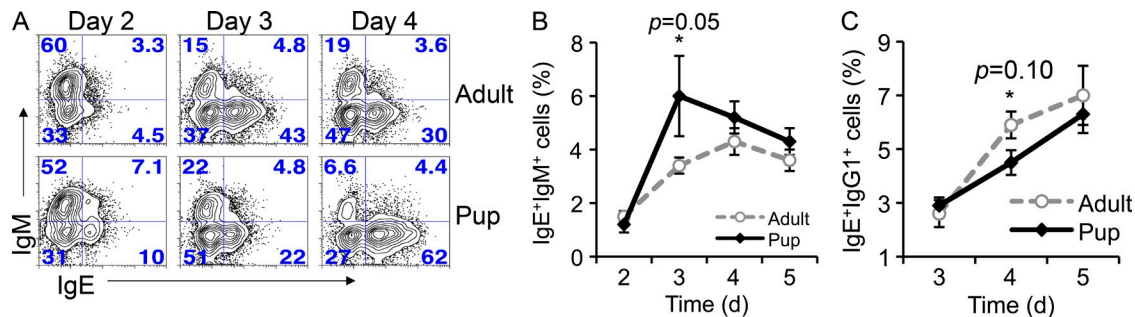 A Day 2 Day 3 Day 4
60 3.3 15 4.8 19 3.6
Adult
33 4.5 37 43 47 30
52 7.1 22 4.8 6.6 4.4
Pup
31 10 51 22 27 62
IgM
IgE
B
p=0.05
*
IgE+IgM+ cells (%)
10
8
6
4
2
0
Adult
Pup
2 3 4 5
Time (d)
C
p=0.10
*
IgE+IgG1+ cells (%)
9
7
5
3
1
Adult
Pup
3 4 5
Time (d)